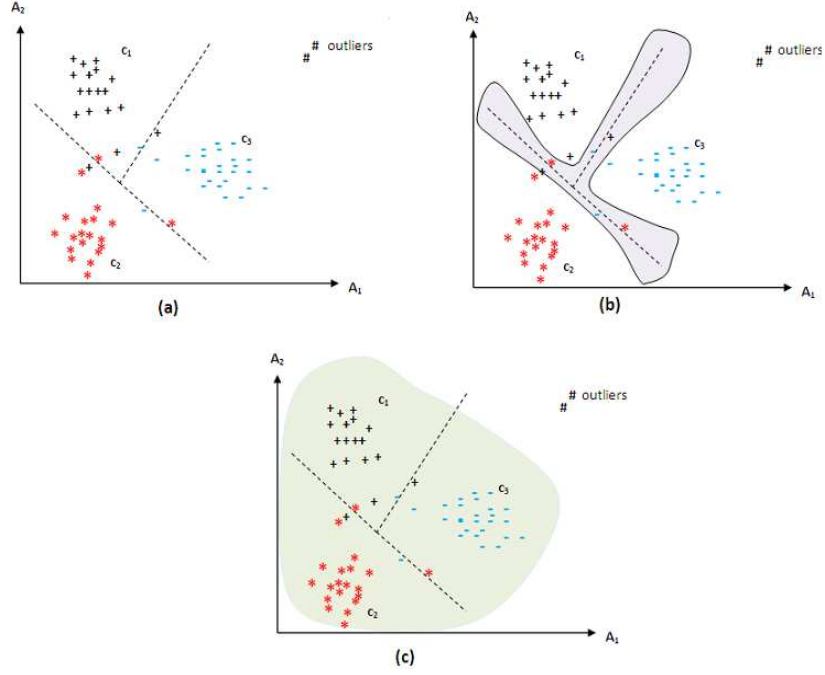 A2
C1
# outliers
#
C3
C2
A1
(a)
A2
C1
# outliers
#
C3
C2
A1
(b)
A2
C1
# outliers
#
C3
C2
A1
(c)